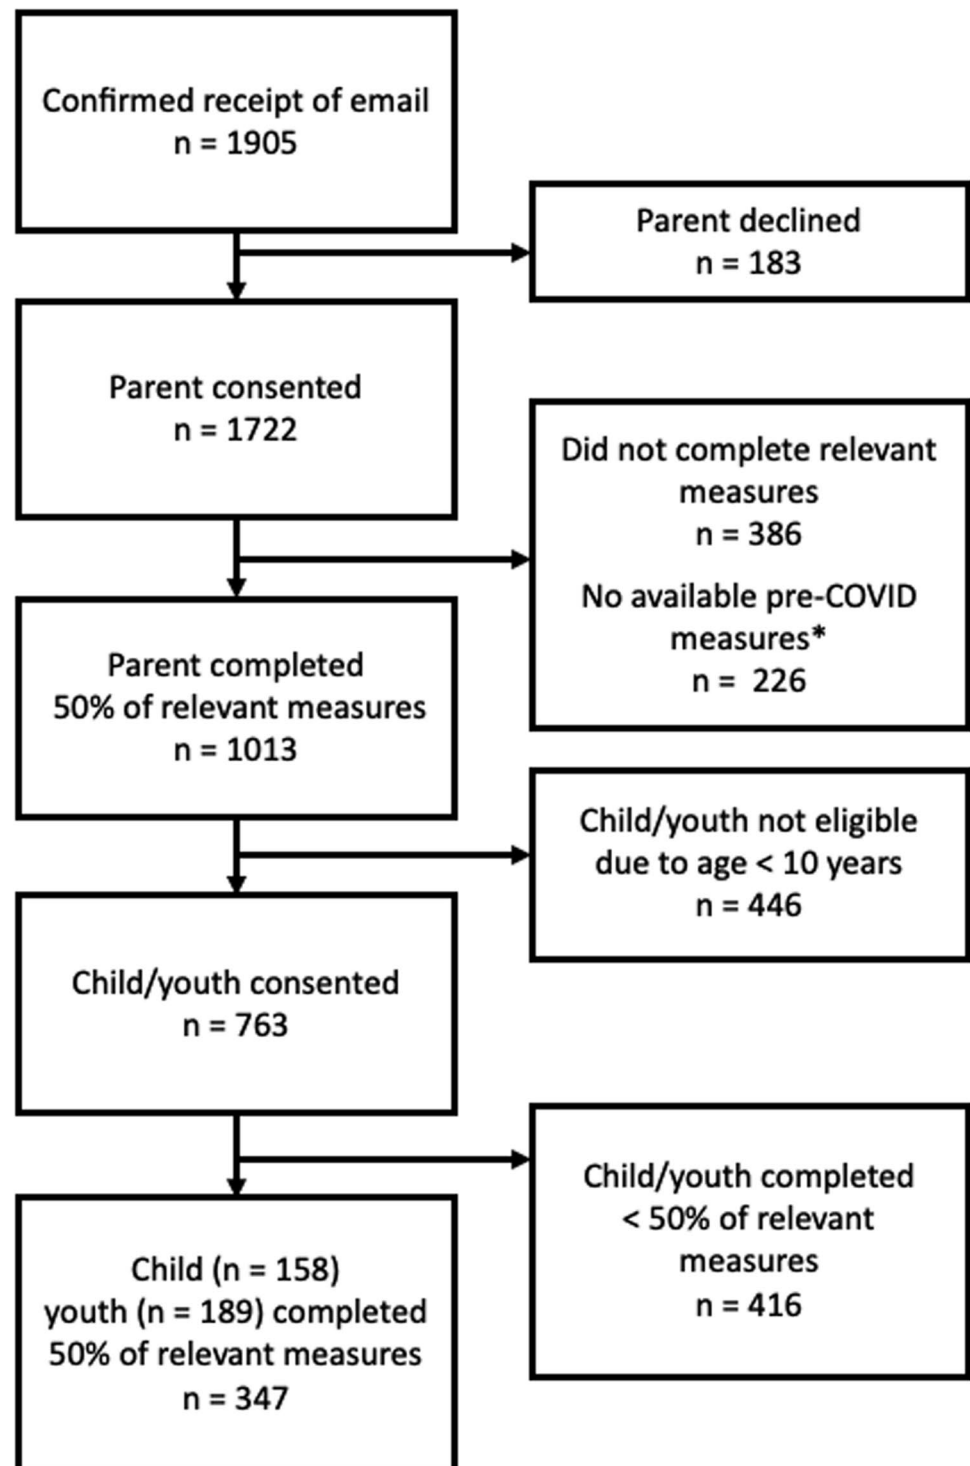 Confirmed receipt of email
n = 1905
Parent declined
n = 183
Parent consented
n = 1722
Did not complete relevant
measures
n = 386
No available pre-COVID
measures*
n =  226
Parent completed
50% of relevant measures
n = 1013
Child/youth not eligible
due to age < 10 years
n = 446
Child/youth consented
n = 763
Child/youth completed
< 50% of relevant
measures
n = 416
Child (n = 158)
youth (n = 189) completed
50% of relevant measures
n = 347